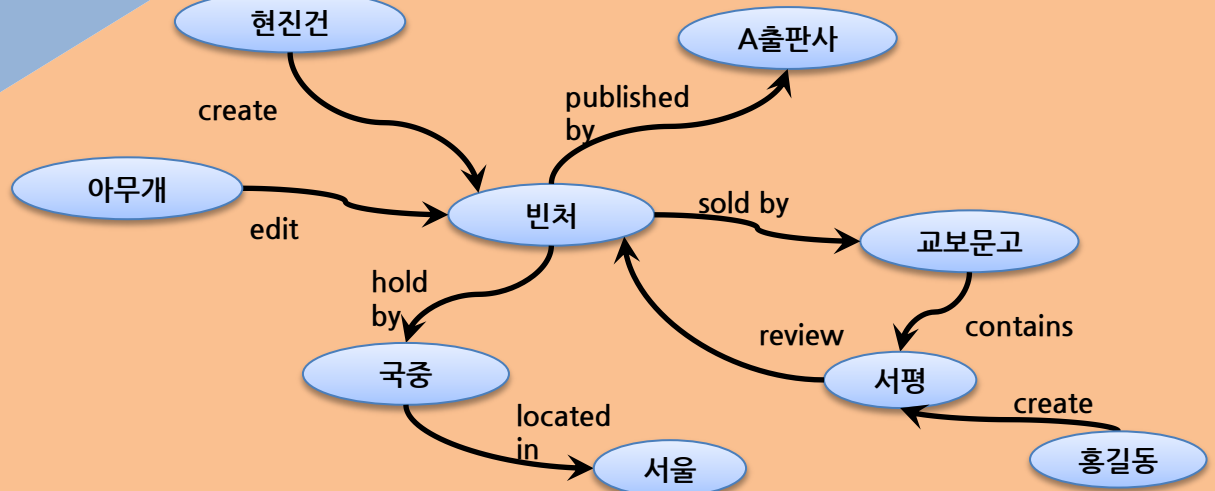 현진건
A출판사
create
published
by
아무개
edit
빈처
sold by
교보문고
hold
by
review
contains
국중
서평
located
in
create
서울
홍길동